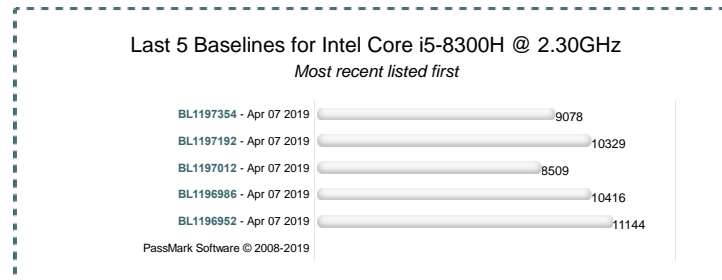 Last 5 Baselines for Intel Core i5-8300H @ 2.30GHz
Most recent listed first
BL1197354 - Apr 07 2019 9078
BL1197192 - Apr 07 2019 10329
BL1197012 - Apr 07 2019 8509
BL1196986 - Apr 07 2019 10416
BL1196952 - Apr 07 2019 11144
PassMark Software © 2008-2019